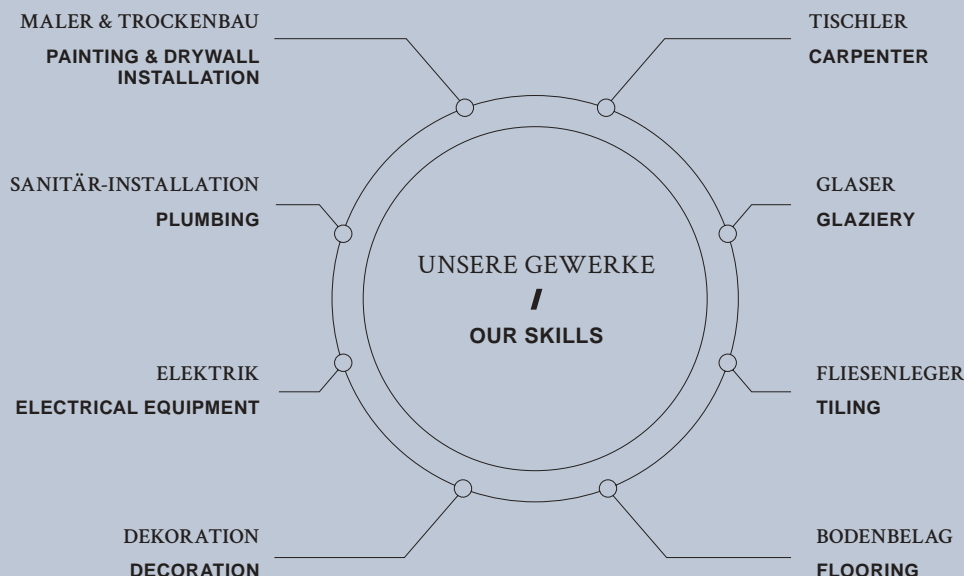 MALER & TROCKENBAU
PAINTING & DRYWALL
INSTALLATION
TISCHLER
CARPENTER
SANITÄR-INSTALLATION
PLUMBING
GLASER
GLAZIERY
UNSERE GEWERKE
/
OUR SKILLS
ELEKTRIK
ELECTRICAL EQUIPMENT
FLIESENLEGER
TILING
DEKORATION
DECORATION
BODENBELAG
FLOORING